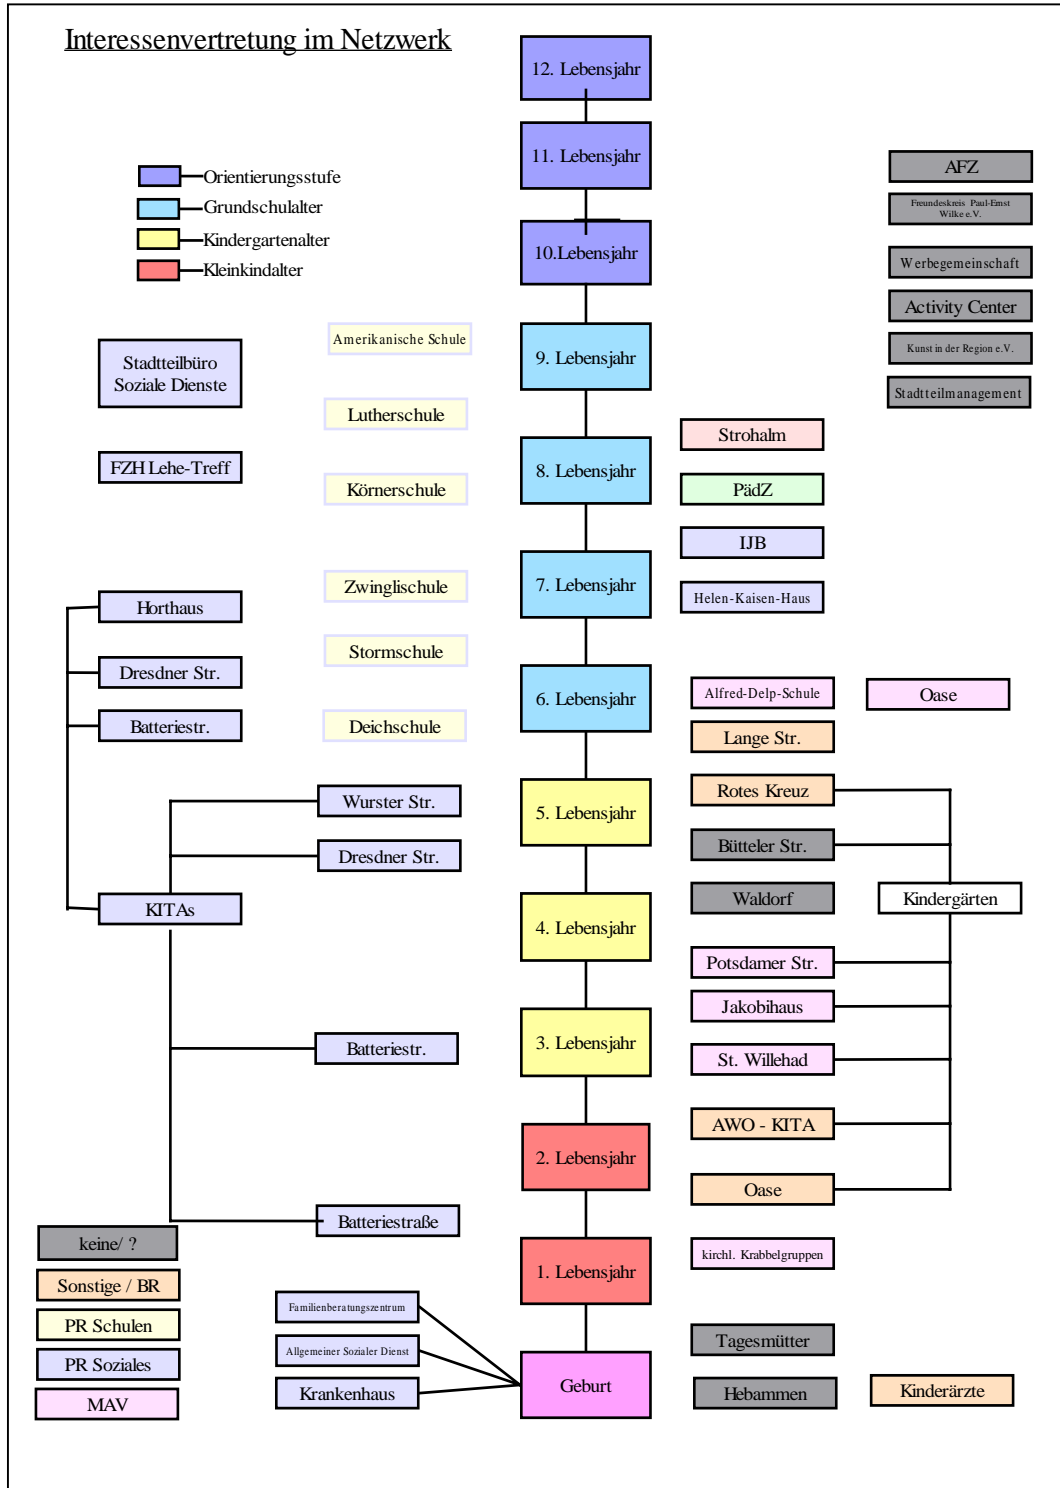 Interessenvertretung im Netzwerk
12. Lebensjahr
11. Lebensjahr
10.Lebensjahr
9. Lebensjahr
8. Lebensjahr
7. Lebensjahr
6. Lebensjahr
5. Lebensjahr
4. Lebensjahr
3. Lebensjahr
2. Lebensjahr
1. Lebensjahr
Geburt
Orientierungsstufe
Grundschulalter
Kindergartenalter
Kleinkindalter
Stadtteilbüro
Soziale Dienste
FZH Lehe-Treff
Horthaus
Dresdner Str.
Batteriestr.
KITAs
Amerikanische Schule
Lutherschule
Körnerschule
Zwinglischule
Stormschule
Deichschule
Wurster Str.
Dresdner Str.
Batteriestr.
Batteriestraße
Familienberatungszentrum
Allgemeiner Sozialer Dienst
Krankenhaus
keine/ ?
Sonstige / BR
PR Schulen
PR Soziales
MAV
AFZ
Freundeskreis Paul-Ernst
Wilke e.V.
Werbegemeinschaft
Activity Center
Kunst in der Region e.V.
Stadtteilmanagement
Strohalm
PädZ
IJB
Helen-Kaisen-Haus
Alfred-Delp-Schule
Oase
Lange Str.
Rotes Kreuz
Bütteler Str.
Waldorf
Kindergärten
Potsdamer Str.
Jakobihaus
St. Willehad
AWO - KITA
Oase
kirchl. Krabbelgruppen
Tagesmütter
Hebammen
Kinderärzte